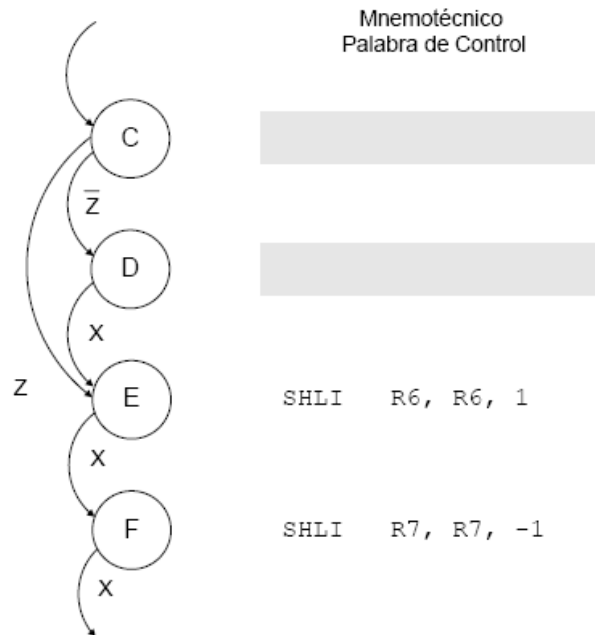 Mnemotécnico
Palabra de Control
C
z̅
D
X
Z
E
SHLI R6, R6, 1
X
F
SHLI R7, R7, -1
X